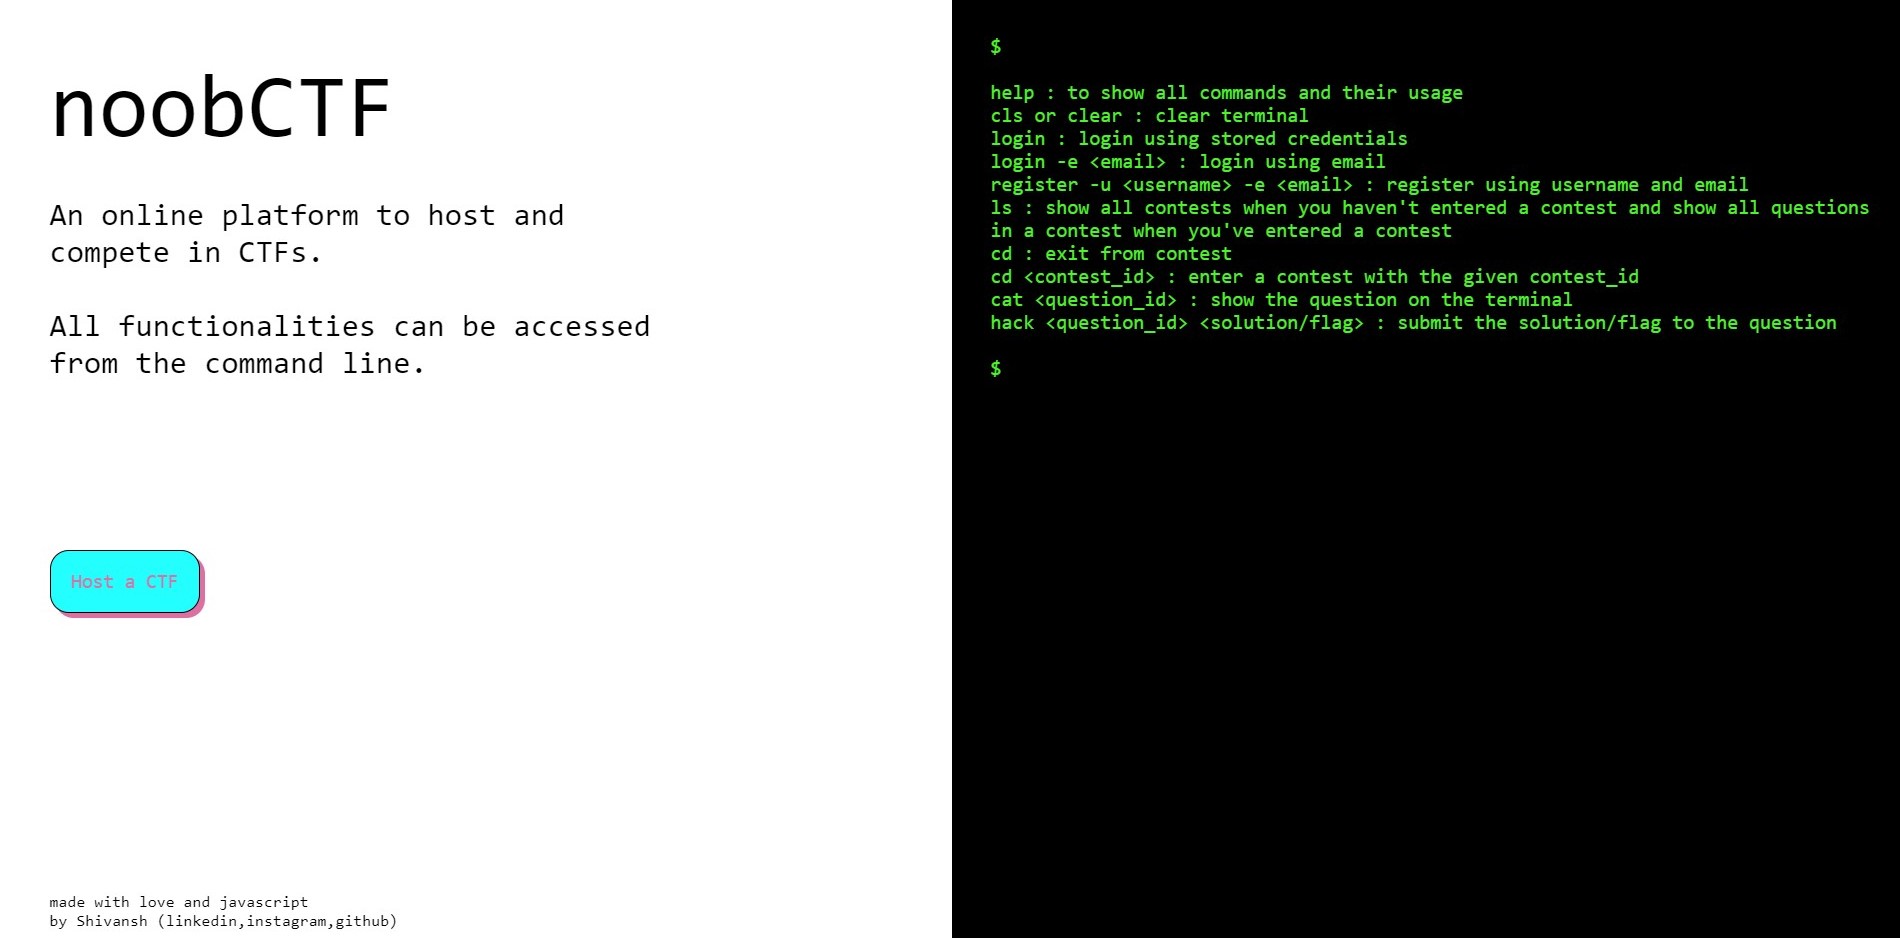 noobCTF
An online platform to host and
compete in CTFs.
All functionalities can be accessed
from the command line.
Host a CTF
made with love and javascript
by Shivansh (linkedin,instagram,github)
$
help : to show all commands and their usage
cls or clear : clear terminal
login : login using stored credentials
login -e <email> : login using email
register -u <username> -e <email> : register using username and email
ls : show all contests when you haven't entered a contest and show all questions
in a contest when you've entered a contest
cd : exit from contest
cd <contest_id> : enter a contest with the given contest_id
cat <question_id> : show the question on the terminal
hack <question_id> <solution/flag> : submit the solution/flag to the question
$